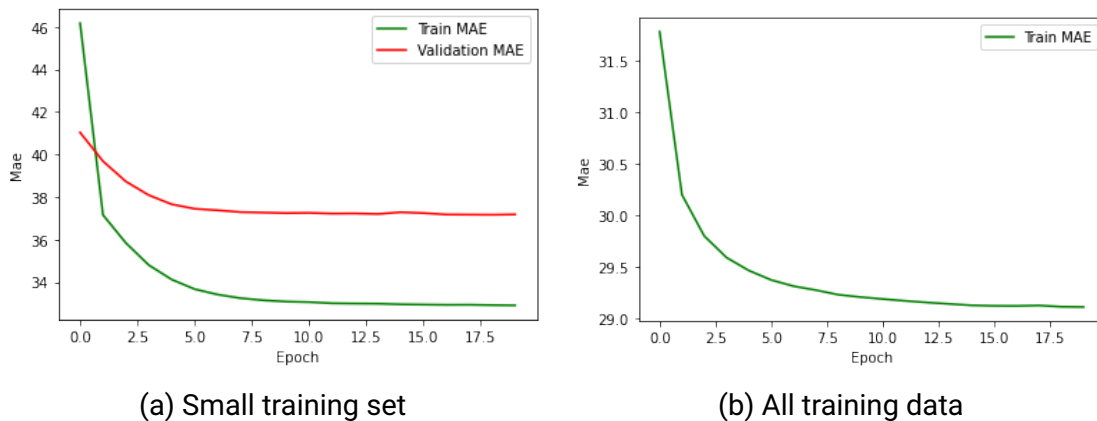 46
44
42
40
38
36
34
Mae
0.0 2.5 5.0 7.5 10.0 12.5 15.0 17.5
Epoch
Train MAE
Validation MAE
(a) Small training set
31.5
31.0
30.5
30.0
29.5
29.0
Mae
0.0 2.5 5.0 7.5 10.0 12.5 15.0 17.5
Epoch
Train MAE
(b) All training data